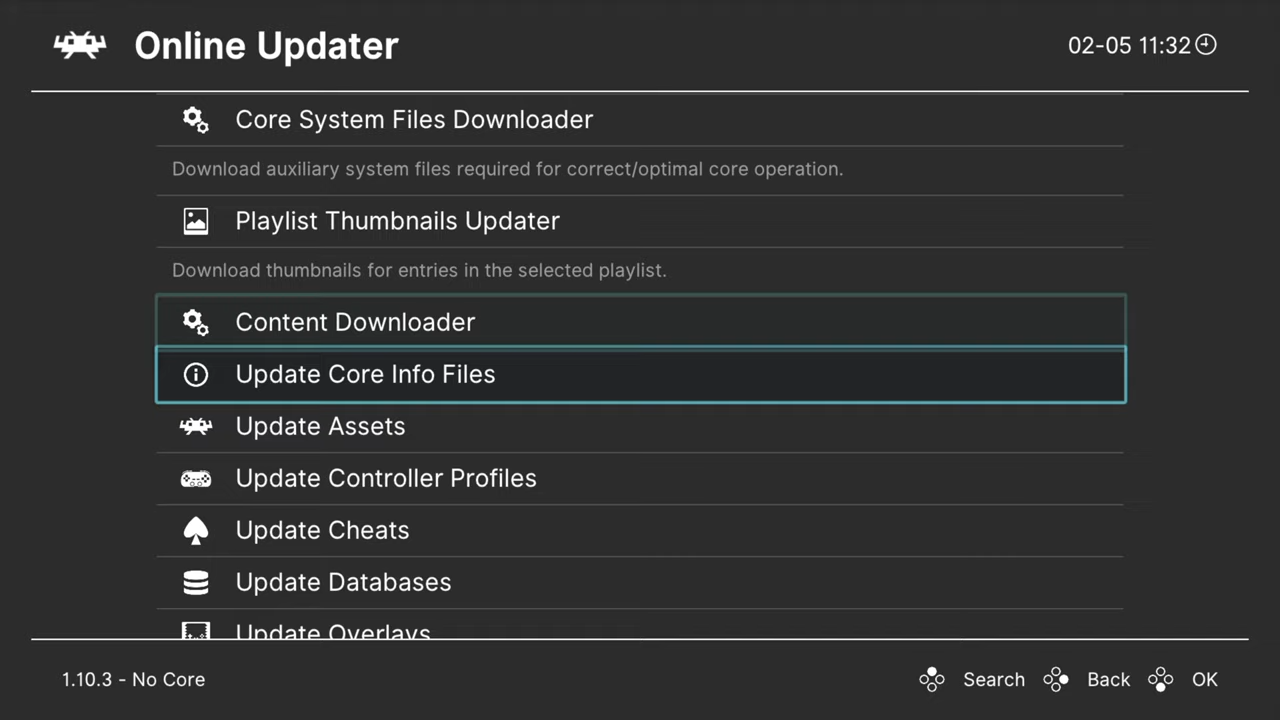 Online Updater
02-05 11:32
Core System Files Downloader
Download auxiliary system files required for correct/optimal core operation.
Playlist Thumbnails Updater
Download thumbnails for entries in the selected playlist.
Content Downloader
Update Core Info Files
Update Assets
Update Controller Profiles
Update Cheats
Update Databases
Update Overlays
1.10.3 - No Core
Search Back OK